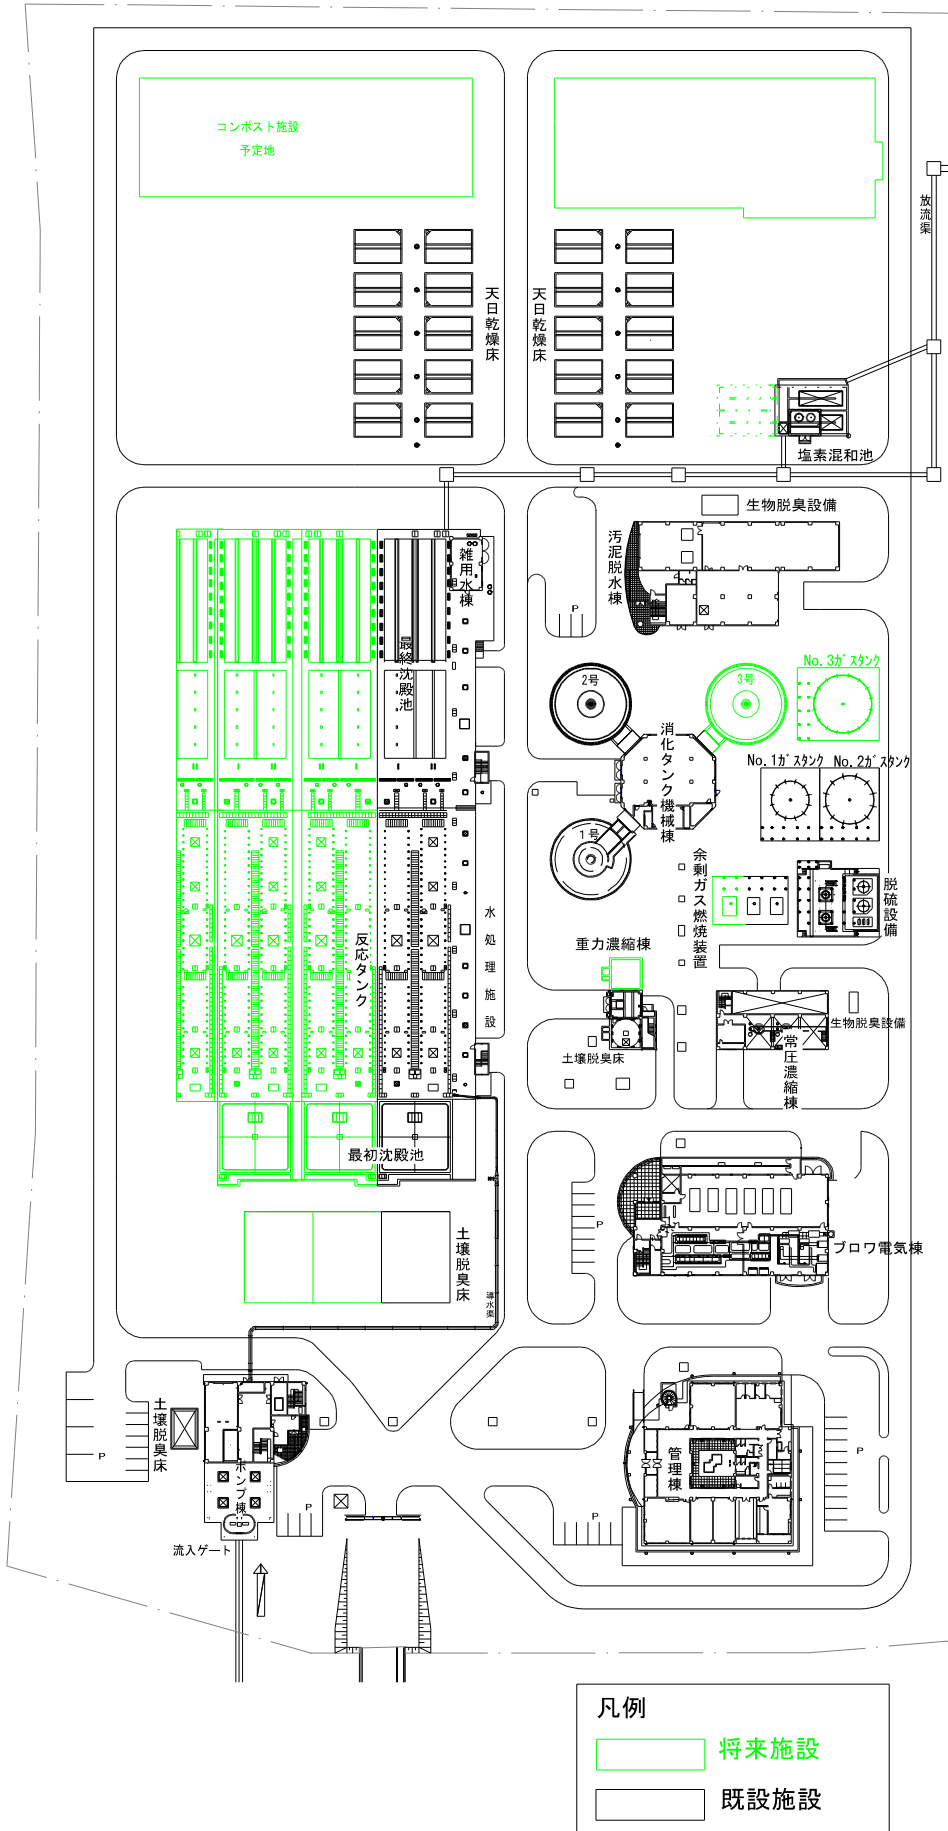 コンポスト施設
予定地
放流渠
天日乾燥床
天日乾燥床
塩素混和池
生物脱臭設備
汚泥脱水棟
雑用水棟
最終沈殿池
No.3ガスタンク
2号
3号
消化タンク機械棟
No.1ガスタンク
No.2ガスタンク
1号
余剰ガス燃焼装置
脱硫設備
水処理施設
反応タンク
重力濃縮棟
土壌脱臭床
生物脱臭設備
常圧濃縮棟
最初沈殿池
土壌脱臭床
導水渠
ブロワ電気棟
P
P
土壌脱臭床
P
ポンプ棟
P
流入ゲート
管理棟
P
P
凡例
将来施設
既設施設